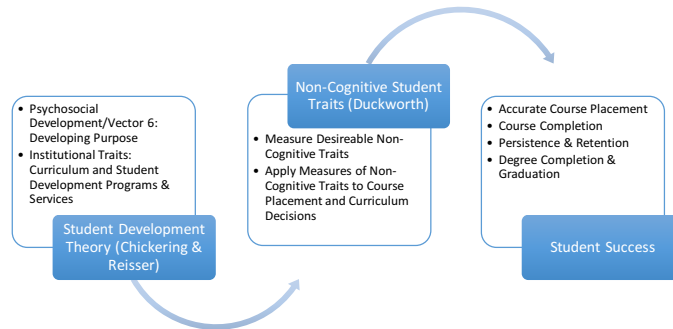 • Psychosocial
Development/Vector 6:
Developing Purpose
• Institutional Traits:
Curriculum and Student
Development Programs &
Services
Student Development
Theory (Chickering &
Reisser)
Non-Cognitive Student
Traits (Duckworth)
• Measure Desireable Non-
Cognitive Traits
• Apply Measures of Non-
Cognitive Traits to Course
Placement and Curriculum
Decisions
• Accurate Course Placement
• Course Completion
• Persistence & Retention
• Degree Completion &
Graduation
Student Success